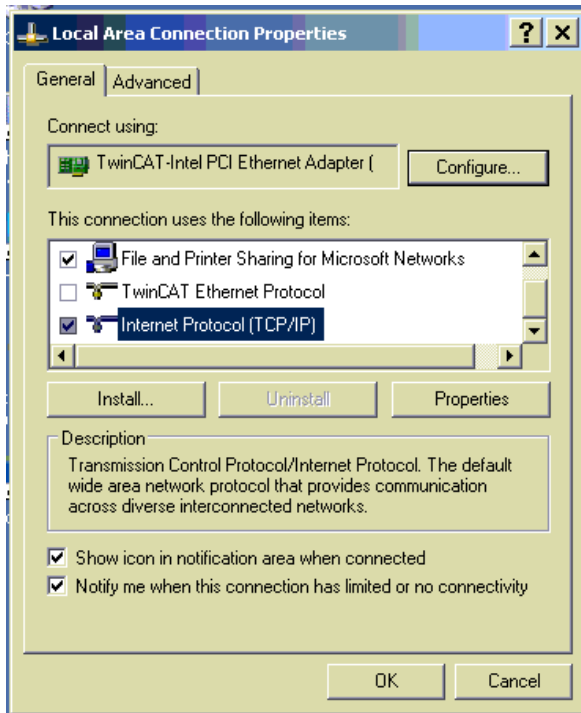 Local Area Connection Properties
General Advanced
Connect using:
TwinCAT-Intel PCI Ethernet Adapter (
Configure...
This connection uses the following items:
File and Printer Sharing for Microsoft Networks
TwinCAT Ethernet Protocol
Internet Protocol (TCP/IP)
Install... Uninstall Properties
Description
Transmission Control Protocol/Internet Protocol. The default
wide area network protocol that provides communication
across diverse interconnected networks.
Show icon in notification area when connected
Notify me when this connection has limited or no connectivity
OK Cancel